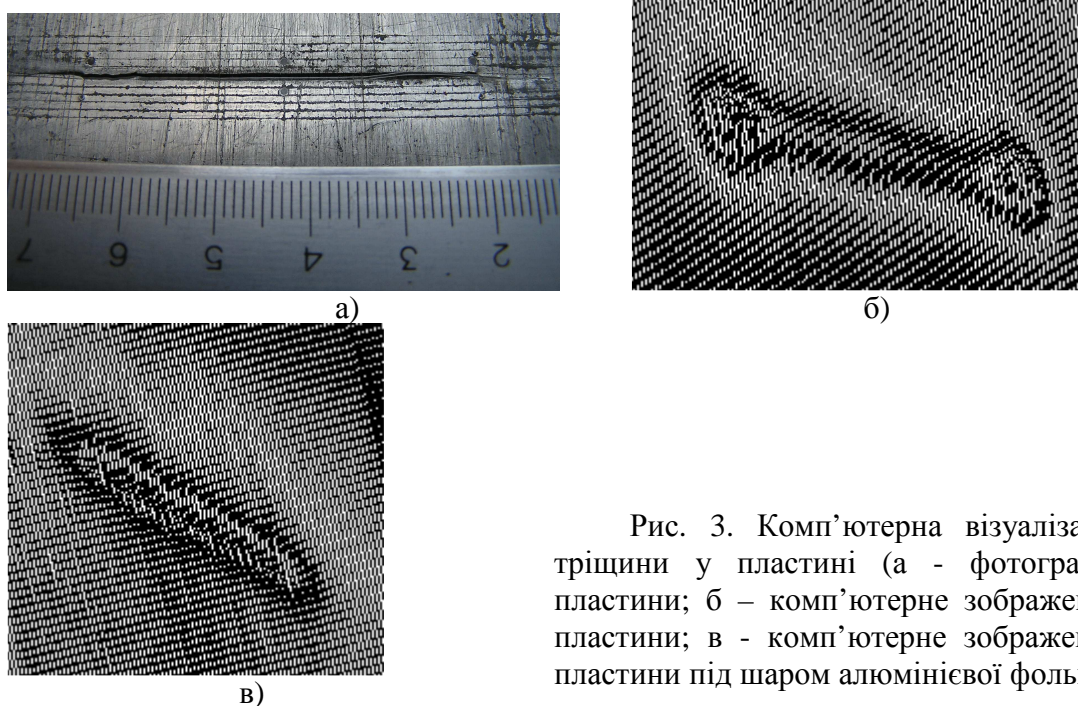 7 6 5 4 3 2
а)
б)
в)
Рис. 3. Комп’ютерна візуаліза
тріщини у пластині (а - фотогра
пластини; б – комп’ютерне зображе
пластини; в - комп’ютерне зображе
пластини під шаром алюмінієвої фоль